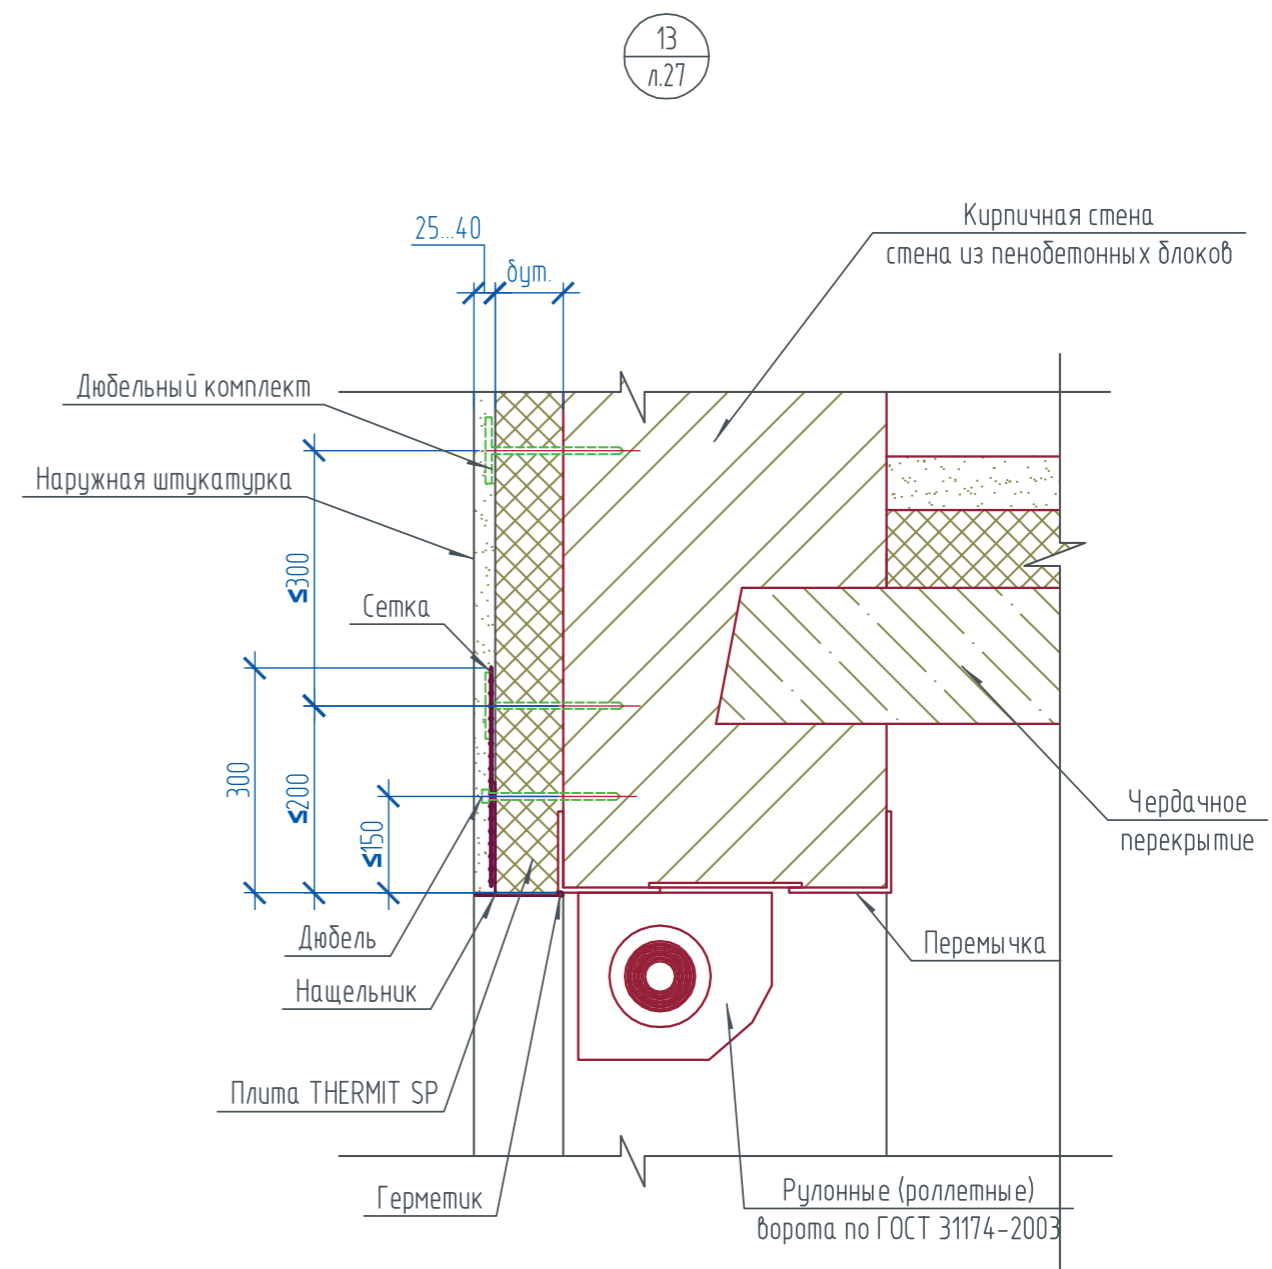 13
л.27
Кирпичная стена
стена из пенобетонных блоков
25...40
δут.
Дюбельный комплект
Наружная штукатурка
≤300
Сетка
300
≤200
≤150
Чердачное
перекрытие
Дюбель
Перемычка
Нащельник
Плита THERMIT SP
Герметик
Рулонные (роллетные)
ворота по ГОСТ 31174-2003